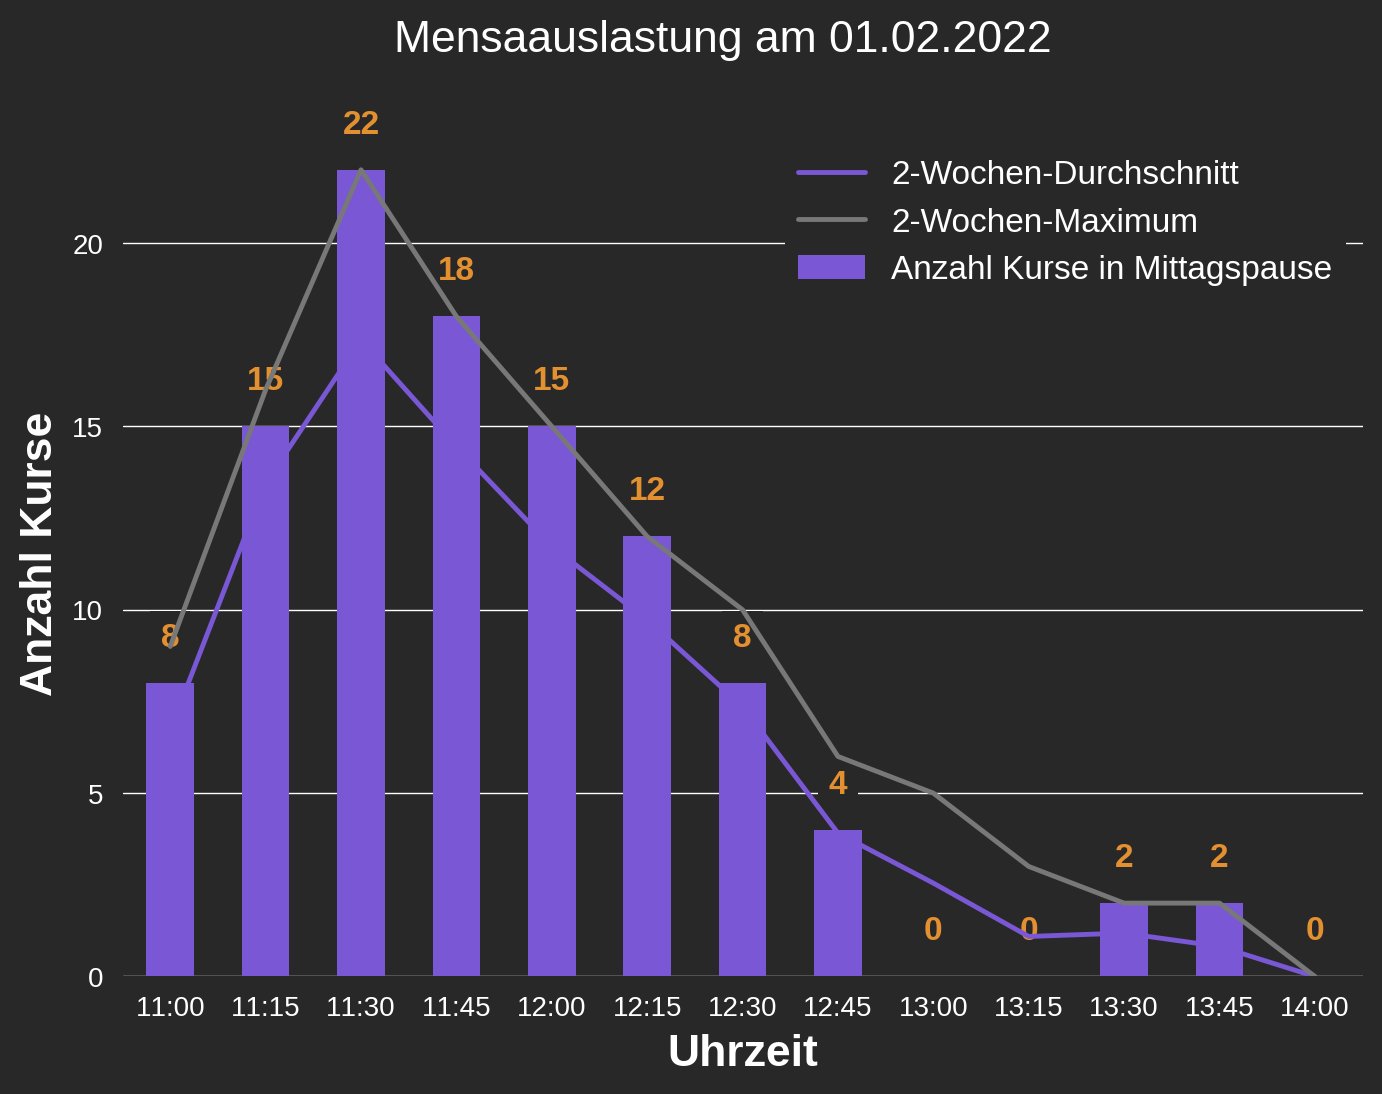 Mensaauslastung am 01.02.2022
22
2-Wochen-Durchschnitt
2-Wochen-Maximum
Anzahl Kurse in Mittagspause
20
18
15
15
15
12
10
8
8
5
4
2
2
0
0
0
0
Anzahl Kurse
11:00 11:15 11:30 11:45 12:00 12:15 12:30 12:45 13:00 13:15 13:30 13:45 14:00
Uhrzeit